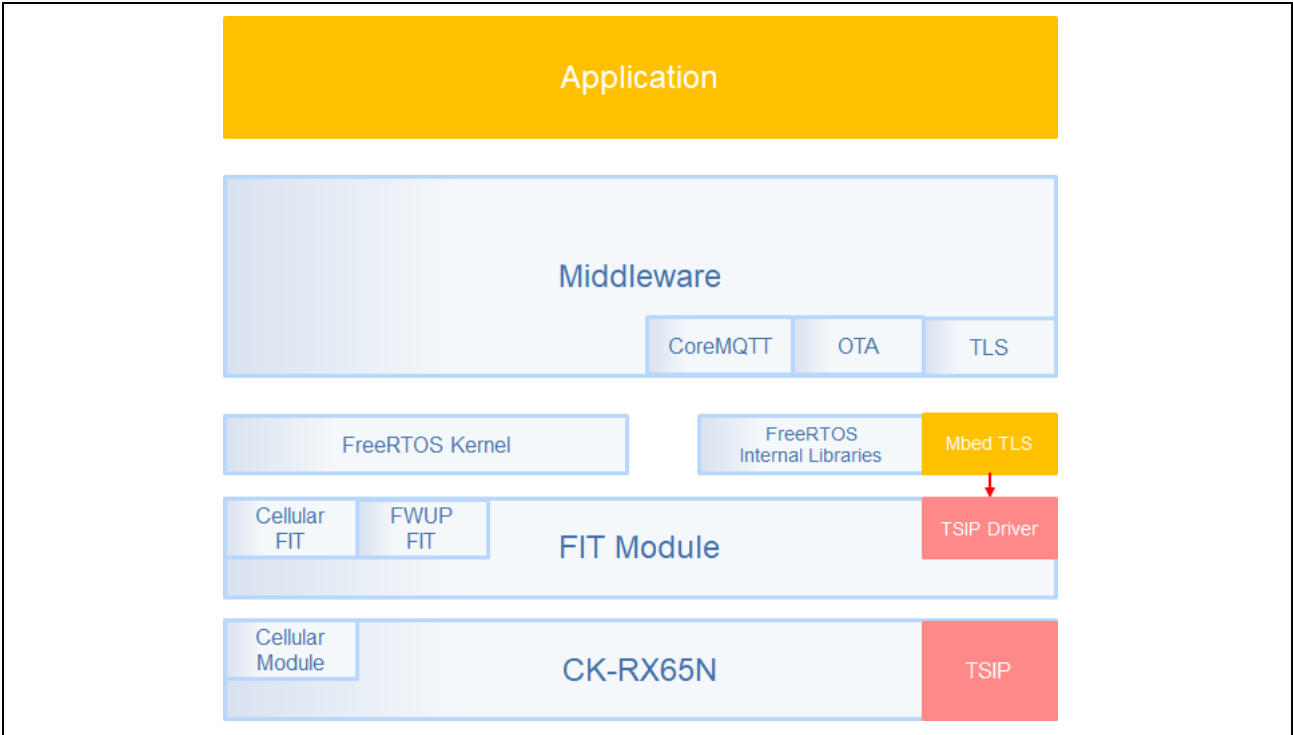 Application
Middleware
CoreMQTT
OTA
TLS
FreeRTOS Kernel
FreeRTOS
Internal Libraries
Mbed TLS
Cellular
FIT
FWUP
FIT
FIT Module
TSIP Driver
Cellular
Module
CK-RX65N
TSIP